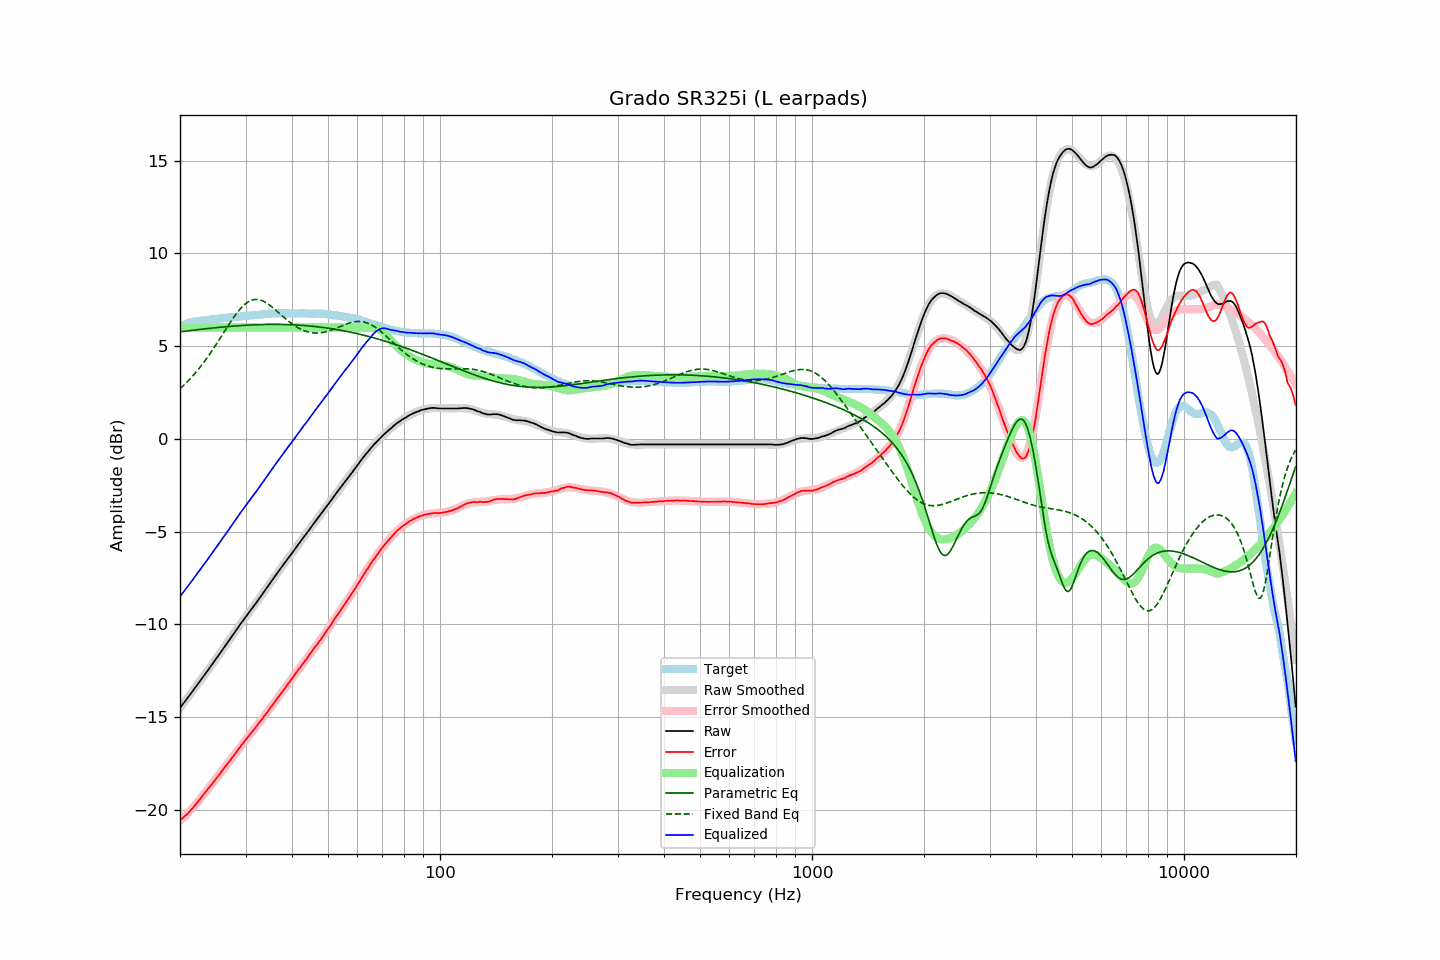 Grado SR325i (L earpads)
Amplitude (dBr)
15
10
5
0
−5
−10
−15
−20
100
1000
10000
Frequency (Hz)
Target
Raw Smoothed
Error Smoothed
Raw
Error
Equalization
Parametric Eq
Fixed Band Eq
Equalized